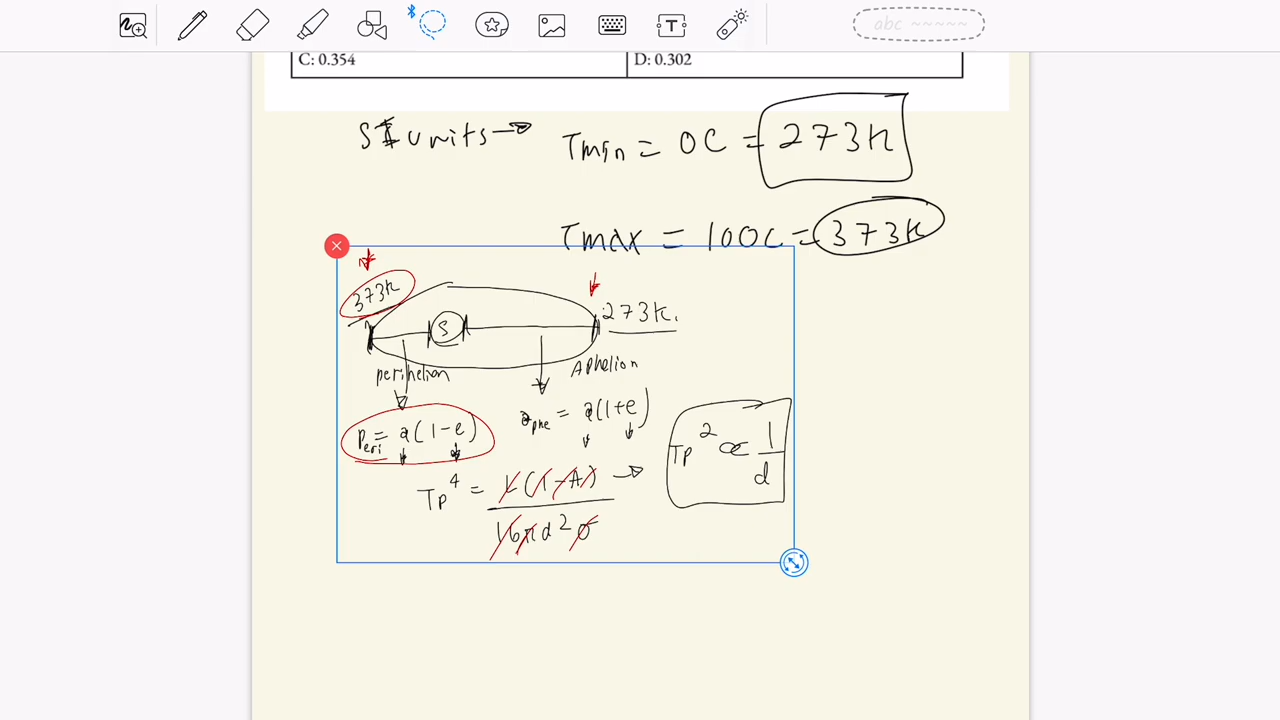 abc ~~~~~
C: 0.354
D: 0.302
SI units → Tmin = 0C = 273K
Tmax = 100C = 373K
373K
S
273K.
perihelion
Aphelion
Peri = a(1-e)
aphe = a(1+e)
Tp⁴ = L(1-A) / 16πd²σ →
Tp² ∝ 1/d
T